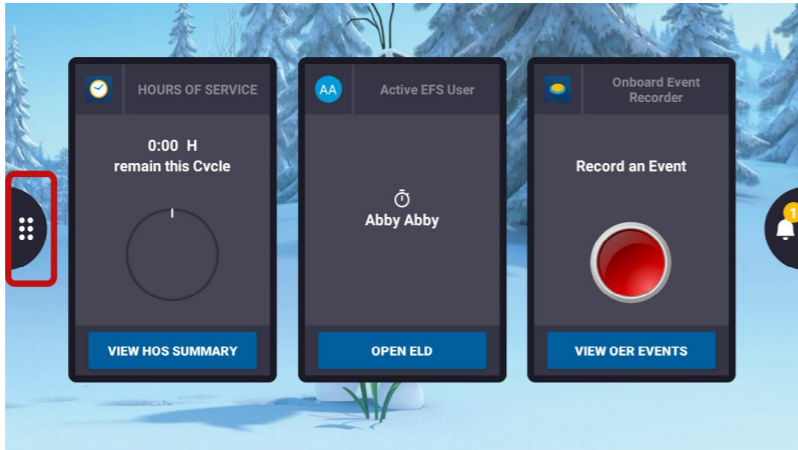 HOURS OF SERVICE
0:00 H
remain this Cvcle
VIEW HOS SUMMARY
AA
Active EFS User
Abby Abby
OPEN ELD
Onboard Event
Recorder
Record an Event
VIEW OER EVENTS
1